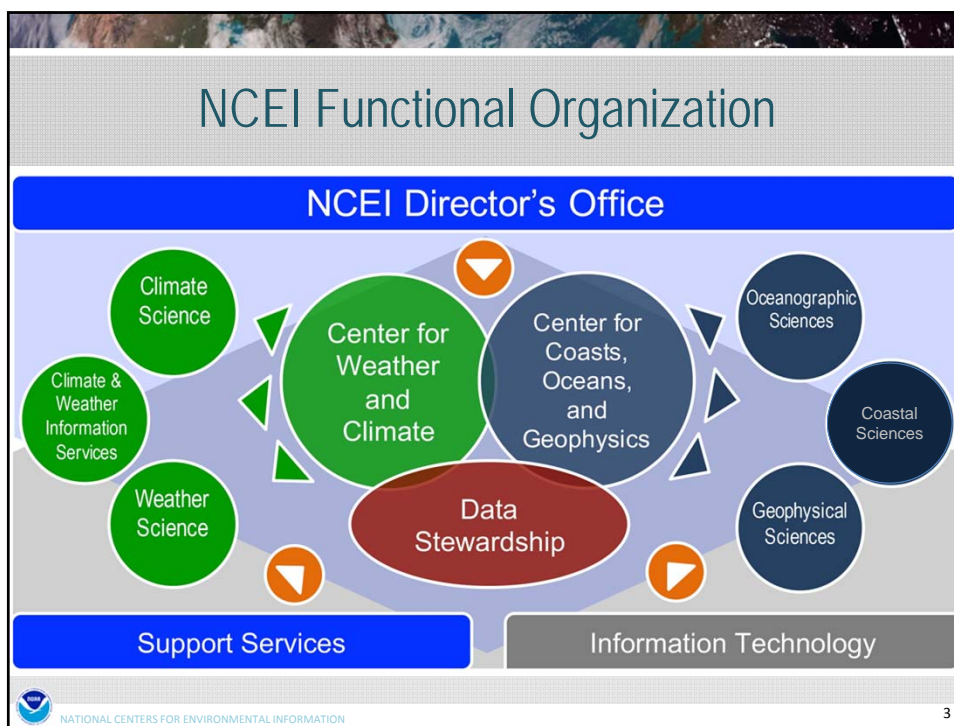 NCEI Functional Organization
NCEI Director's Office
Climate
Science
Climate &
Weather
Information
Services
Weather
Science
Center for
Weather
and
Climate
Center for
Coasts,
Oceans,
and
Geophysics
Data
Stewardship
Oceanographic
Sciences
Coastal
Sciences
Geophysical
Sciences
Support Services
Information Technology
NOAA
NATIONAL CENTERS FOR ENVIRONMENTAL INFORMATION
3